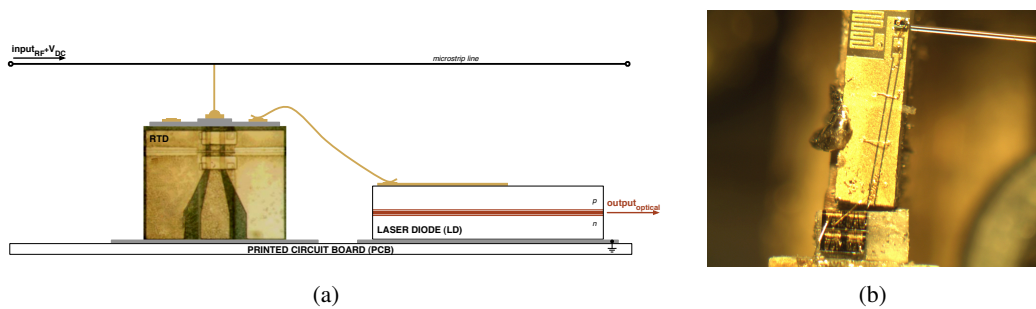 input_RF+V_DC
microstrip line
RTD
p
output_optical
n
LASER DIODE (LD)
PRINTED CIRCUIT BOARD (PCB)
(a)
(b)